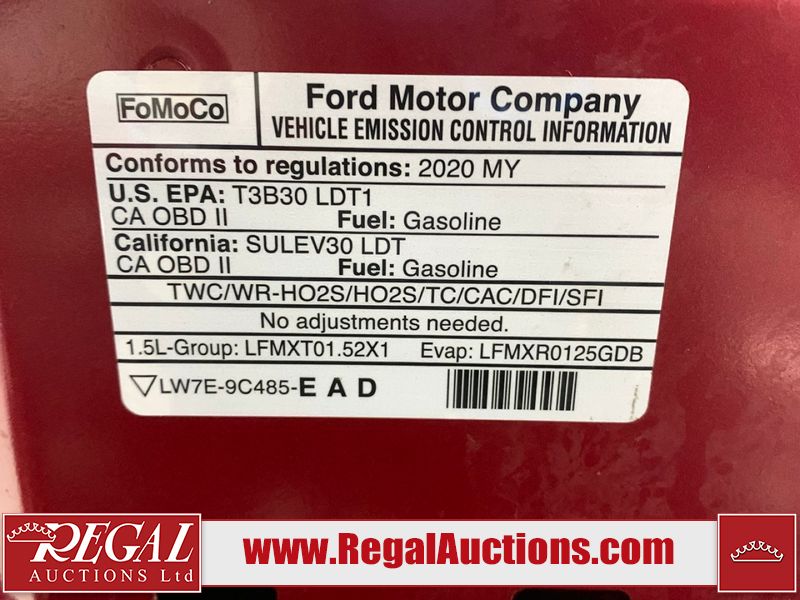 FoMoCo
Ford Motor Company
VEHICLE EMISSION CONTROL INFORMATION
Conforms to regulations: 2020 MY
U.S. EPA: T3B30 LDT1
CA OBD II Fuel: Gasoline
California: SULEV30 LDT
CA OBD II Fuel: Gasoline
TWC/WR-HO2S/HO2S/TC/CAC/DFI/SFI
No adjustments needed.
1.5L-Group: LFMXT01.52X1 Evap: LFMXR0125GDB
LW7E-9C485-E A D
REGAL
AUCTIONS Ltd
www.RegalAuctions.com